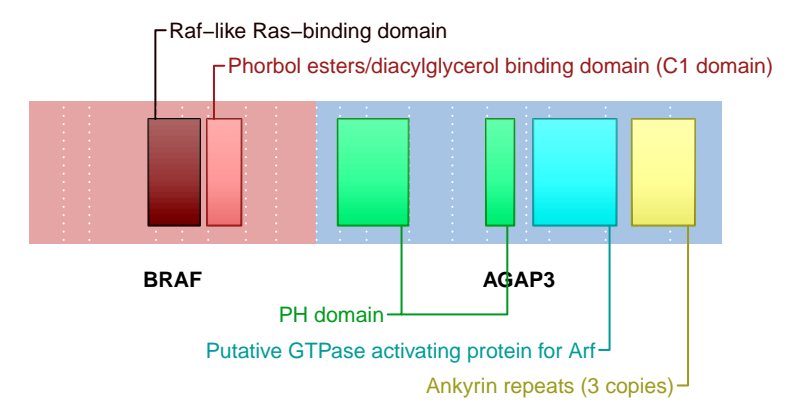 Raf−like Ras−binding domain
Phorbol esters/diacylglycerol binding domain (C1 domain)
BRAF AGAP3
PH domain
Putative GTPase activating protein for Arf
Ankyrin repeats (3 copies)